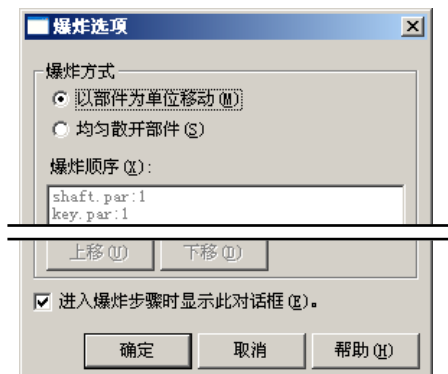 爆炸选项
爆炸方式
以部件为单位移动(M)
均匀散开部件(S)
爆炸顺序(X):
shaft.par:1
key.par:1
上移(U) 下移(D)
进入爆炸步骤时显示此对话框(E)。
确定 取消 帮助(H)